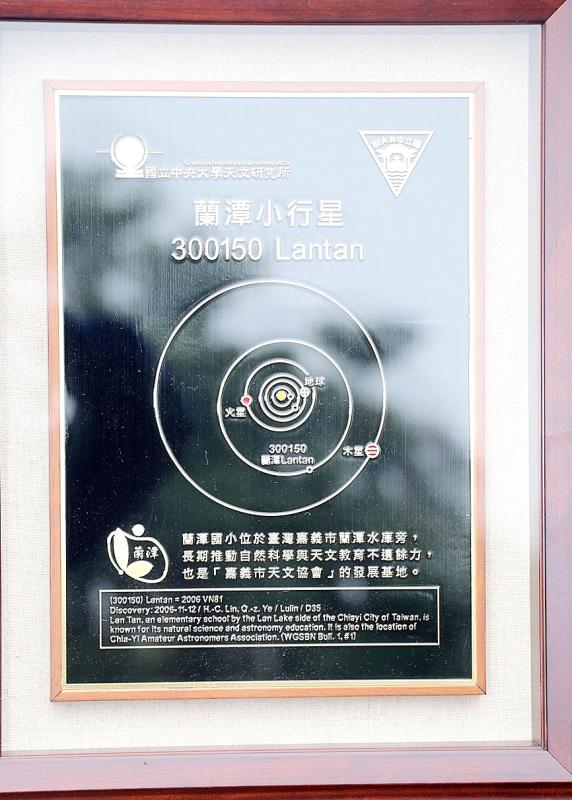 Graduate Institute of Astronomy, NCU
國立中央大學天文研究所
國立中央大學
蘭潭小行星
300150 Lantan
地球
火星
300150
蘭潭Lantan
木星
蘭潭
蘭潭國小位於臺灣嘉義市蘭潭水庫旁，
長期推動自然科學與天文教育不遺餘力，
也是「嘉義市天文協會」的發展基地。
(300150) Lantan = 2006 VN81
Discovery: 2006-11-12 / H.-C. Lin, Q.-z. Ye / Lulin / D35
Lan Tan, an elementary school by the Lan Lake side of the Chiayi City of Taiwan, is
known for its natural science and astronomy education. It is also the location of
Chia-Yi Amateur Astronomers Association. (WGSBN Bull. 1, #1)